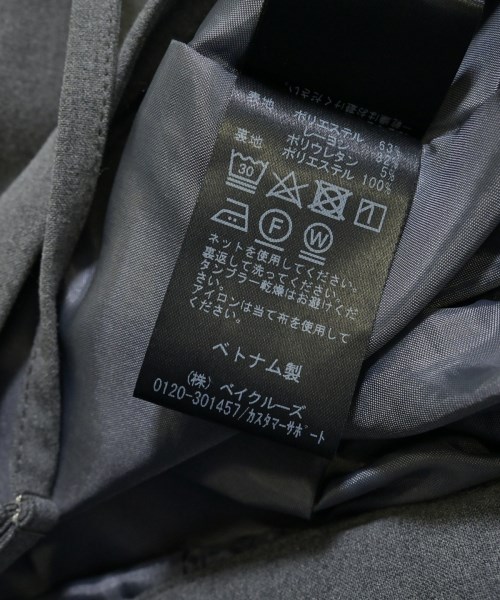 表地 ポリエステル 63%
レーヨン 32%
ポリウレタン 5%
裏地 ポリエステル 100%
30
F W
ネットを使用してください。
裏返して洗ってください。
タンブラー乾燥はお避けくだ
さい。
アイロンは当て布を使用して
ください。
ベトナム製
(株) ベイクルーズ
0120-301457/カスタマーサポート